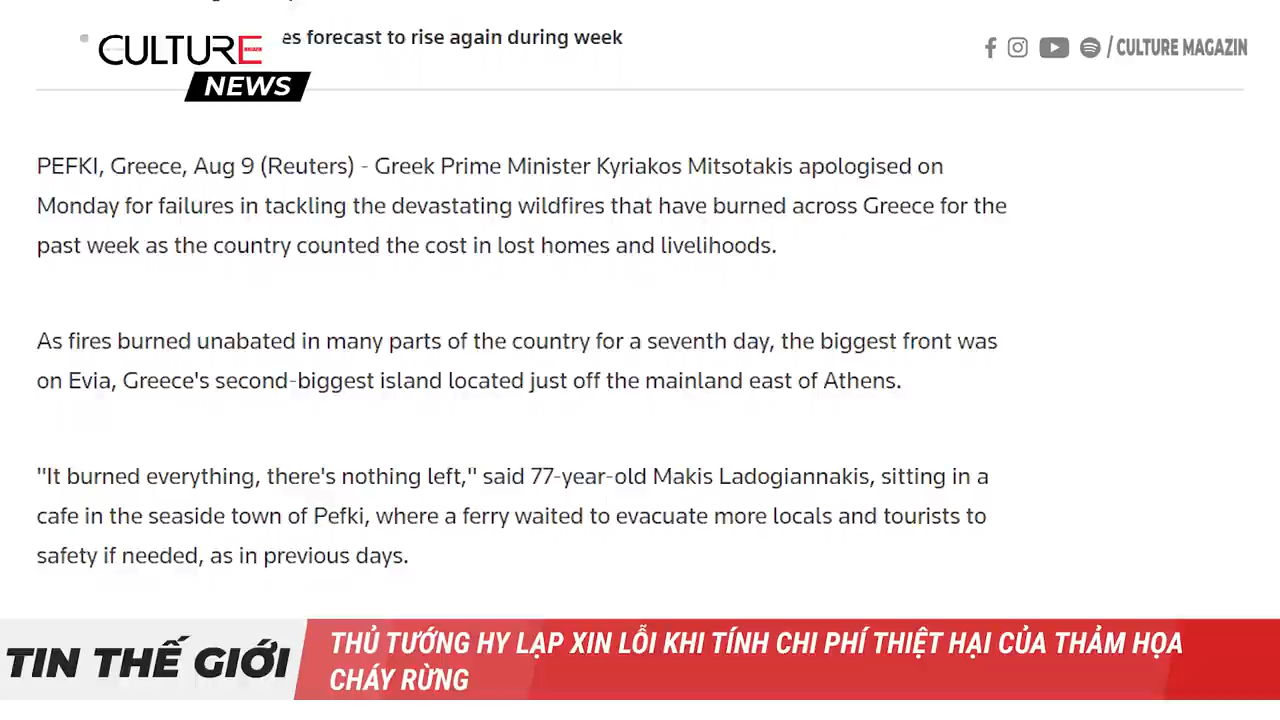 es forecast to rise again during week
CULTURE
NEWS
/ CULTURE MAGAZIN
PEFKI, Greece, Aug 9 (Reuters) - Greek Prime Minister Kyriakos Mitsotakis apologised on
Monday for failures in tackling the devastating wildfires that have burned across Greece for the
past week as the country counted the cost in lost homes and livelihoods.
As fires burned unabated in many parts of the country for a seventh day, the biggest front was
on Evia, Greece's second-biggest island located just off the mainland east of Athens.
"It burned everything, there's nothing left," said 77-year-old Makis Ladogiannakis, sitting in a
cafe in the seaside town of Pefki, where a ferry waited to evacuate more locals and tourists to
safety if needed, as in previous days.
TIN THẾ GIỚI
THỦ TƯỚNG HY LẠP XIN LỖI KHI TÍNH CHI PHÍ THIỆT HẠI CỦA THẢM HỌA
CHÁY RỪNG